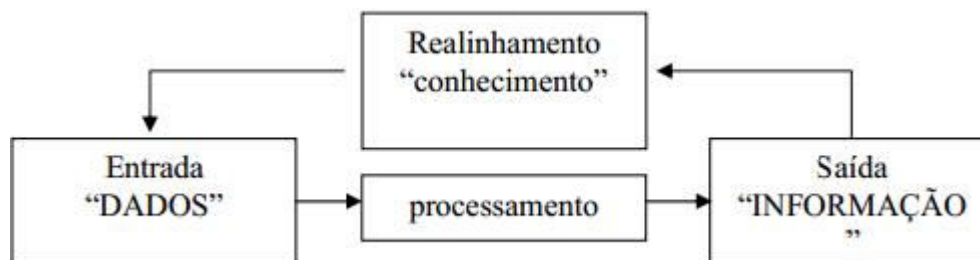 Realinhamento
“conhecimento”
Entrada
“DADOS”
processamento
Saída
“INFORMAÇÃO
”